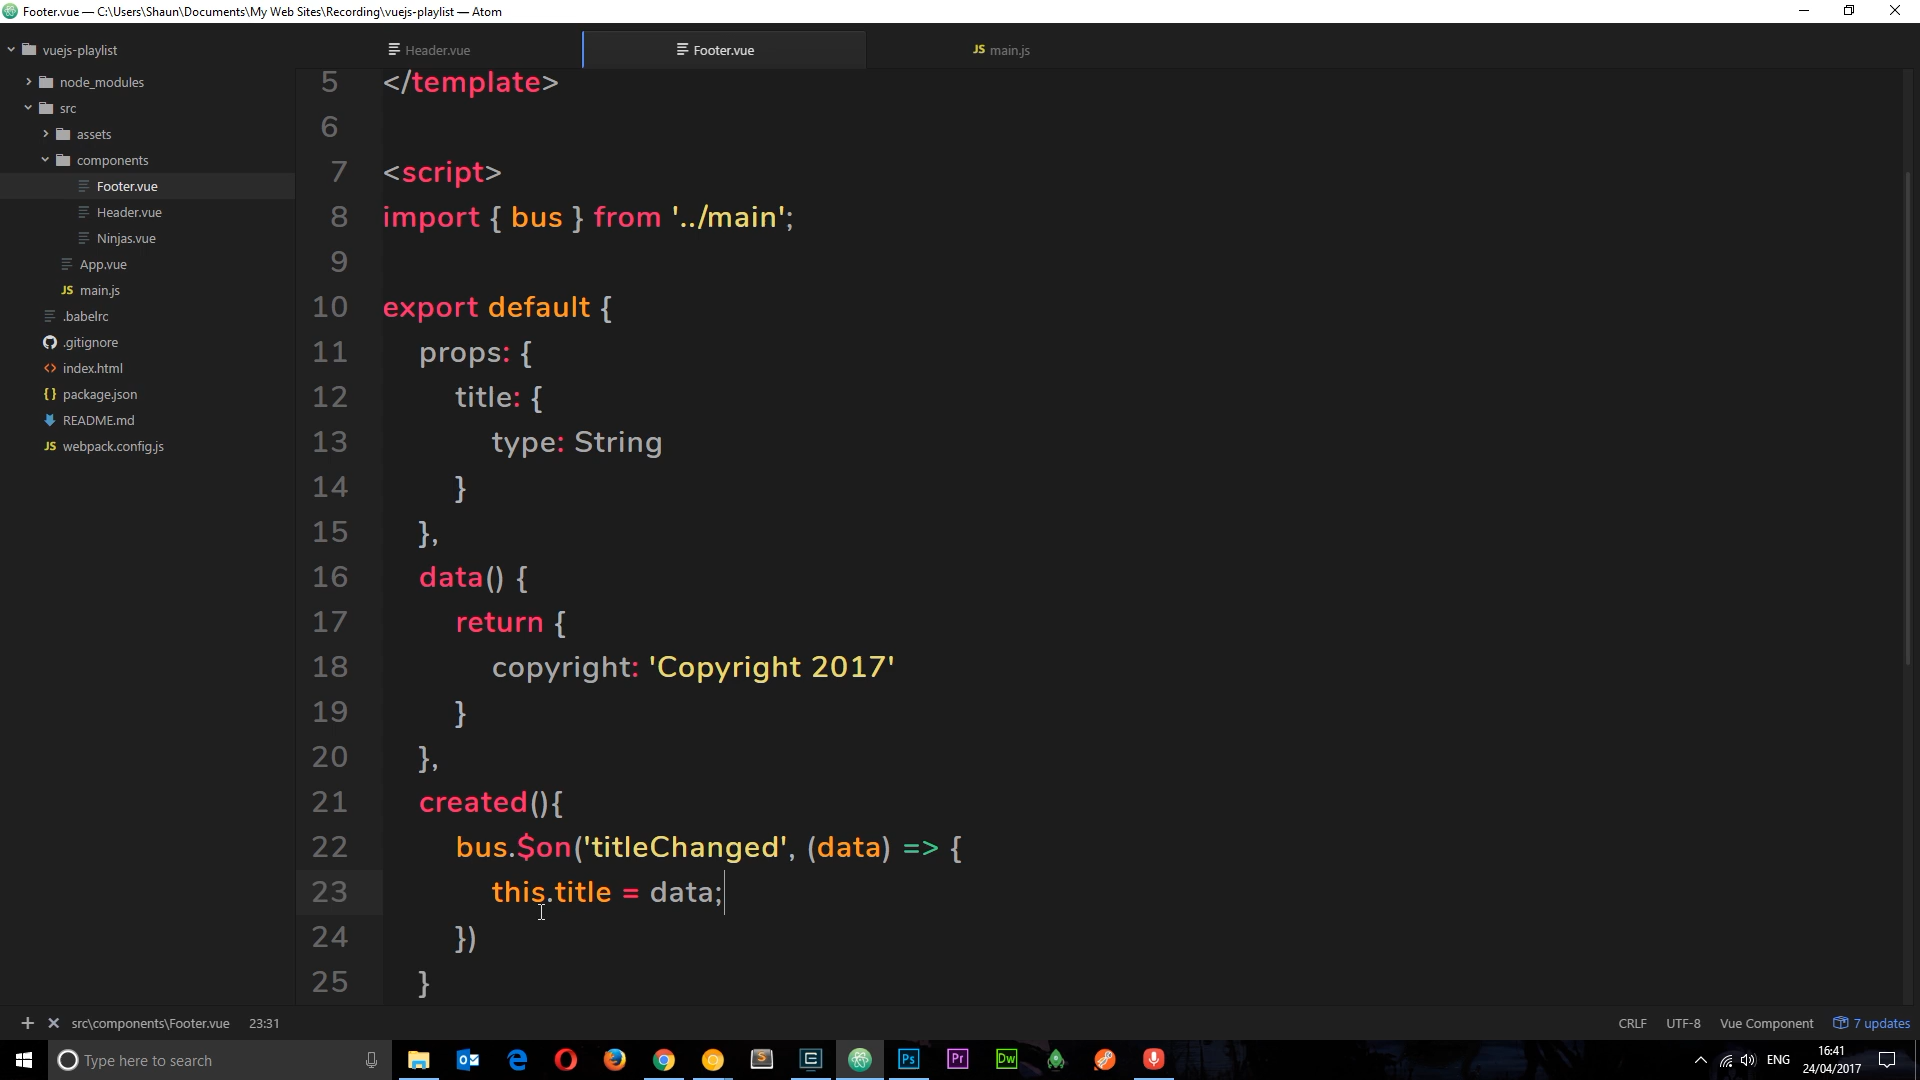 Footer.vue — C:\Users\Shaun\Documents\My Web Sites\Recording\vuejs-playlist — Atom
vuejs-playlist
node_modules
src
assets
components
Footer.vue
Header.vue
Ninjas.vue
App.vue
JS main.js
.babelrc
.gitignore
<> index.html
{} package.json
README.md
JS webpack.config.js
Header.vue
Footer.vue
JS main.js
5 </template>
6
7 <script>
8 import { bus } from '../main';
9
10 export default {
11 props: {
12 title: {
13 type: String
14 }
15 },
16 data() {
17 return {
18 copyright: 'Copyright 2017'
19 }
20 },
21 created(){
22 bus.$on('titleChanged', (data) => {
23 this.title = data;
24 })
25 }
src\components\Footer.vue 23:31
CRLF UTF-8 Vue Component 7 updates
Type here to search
Ps
Pr
Dw
ENG
16:41
24/04/2017